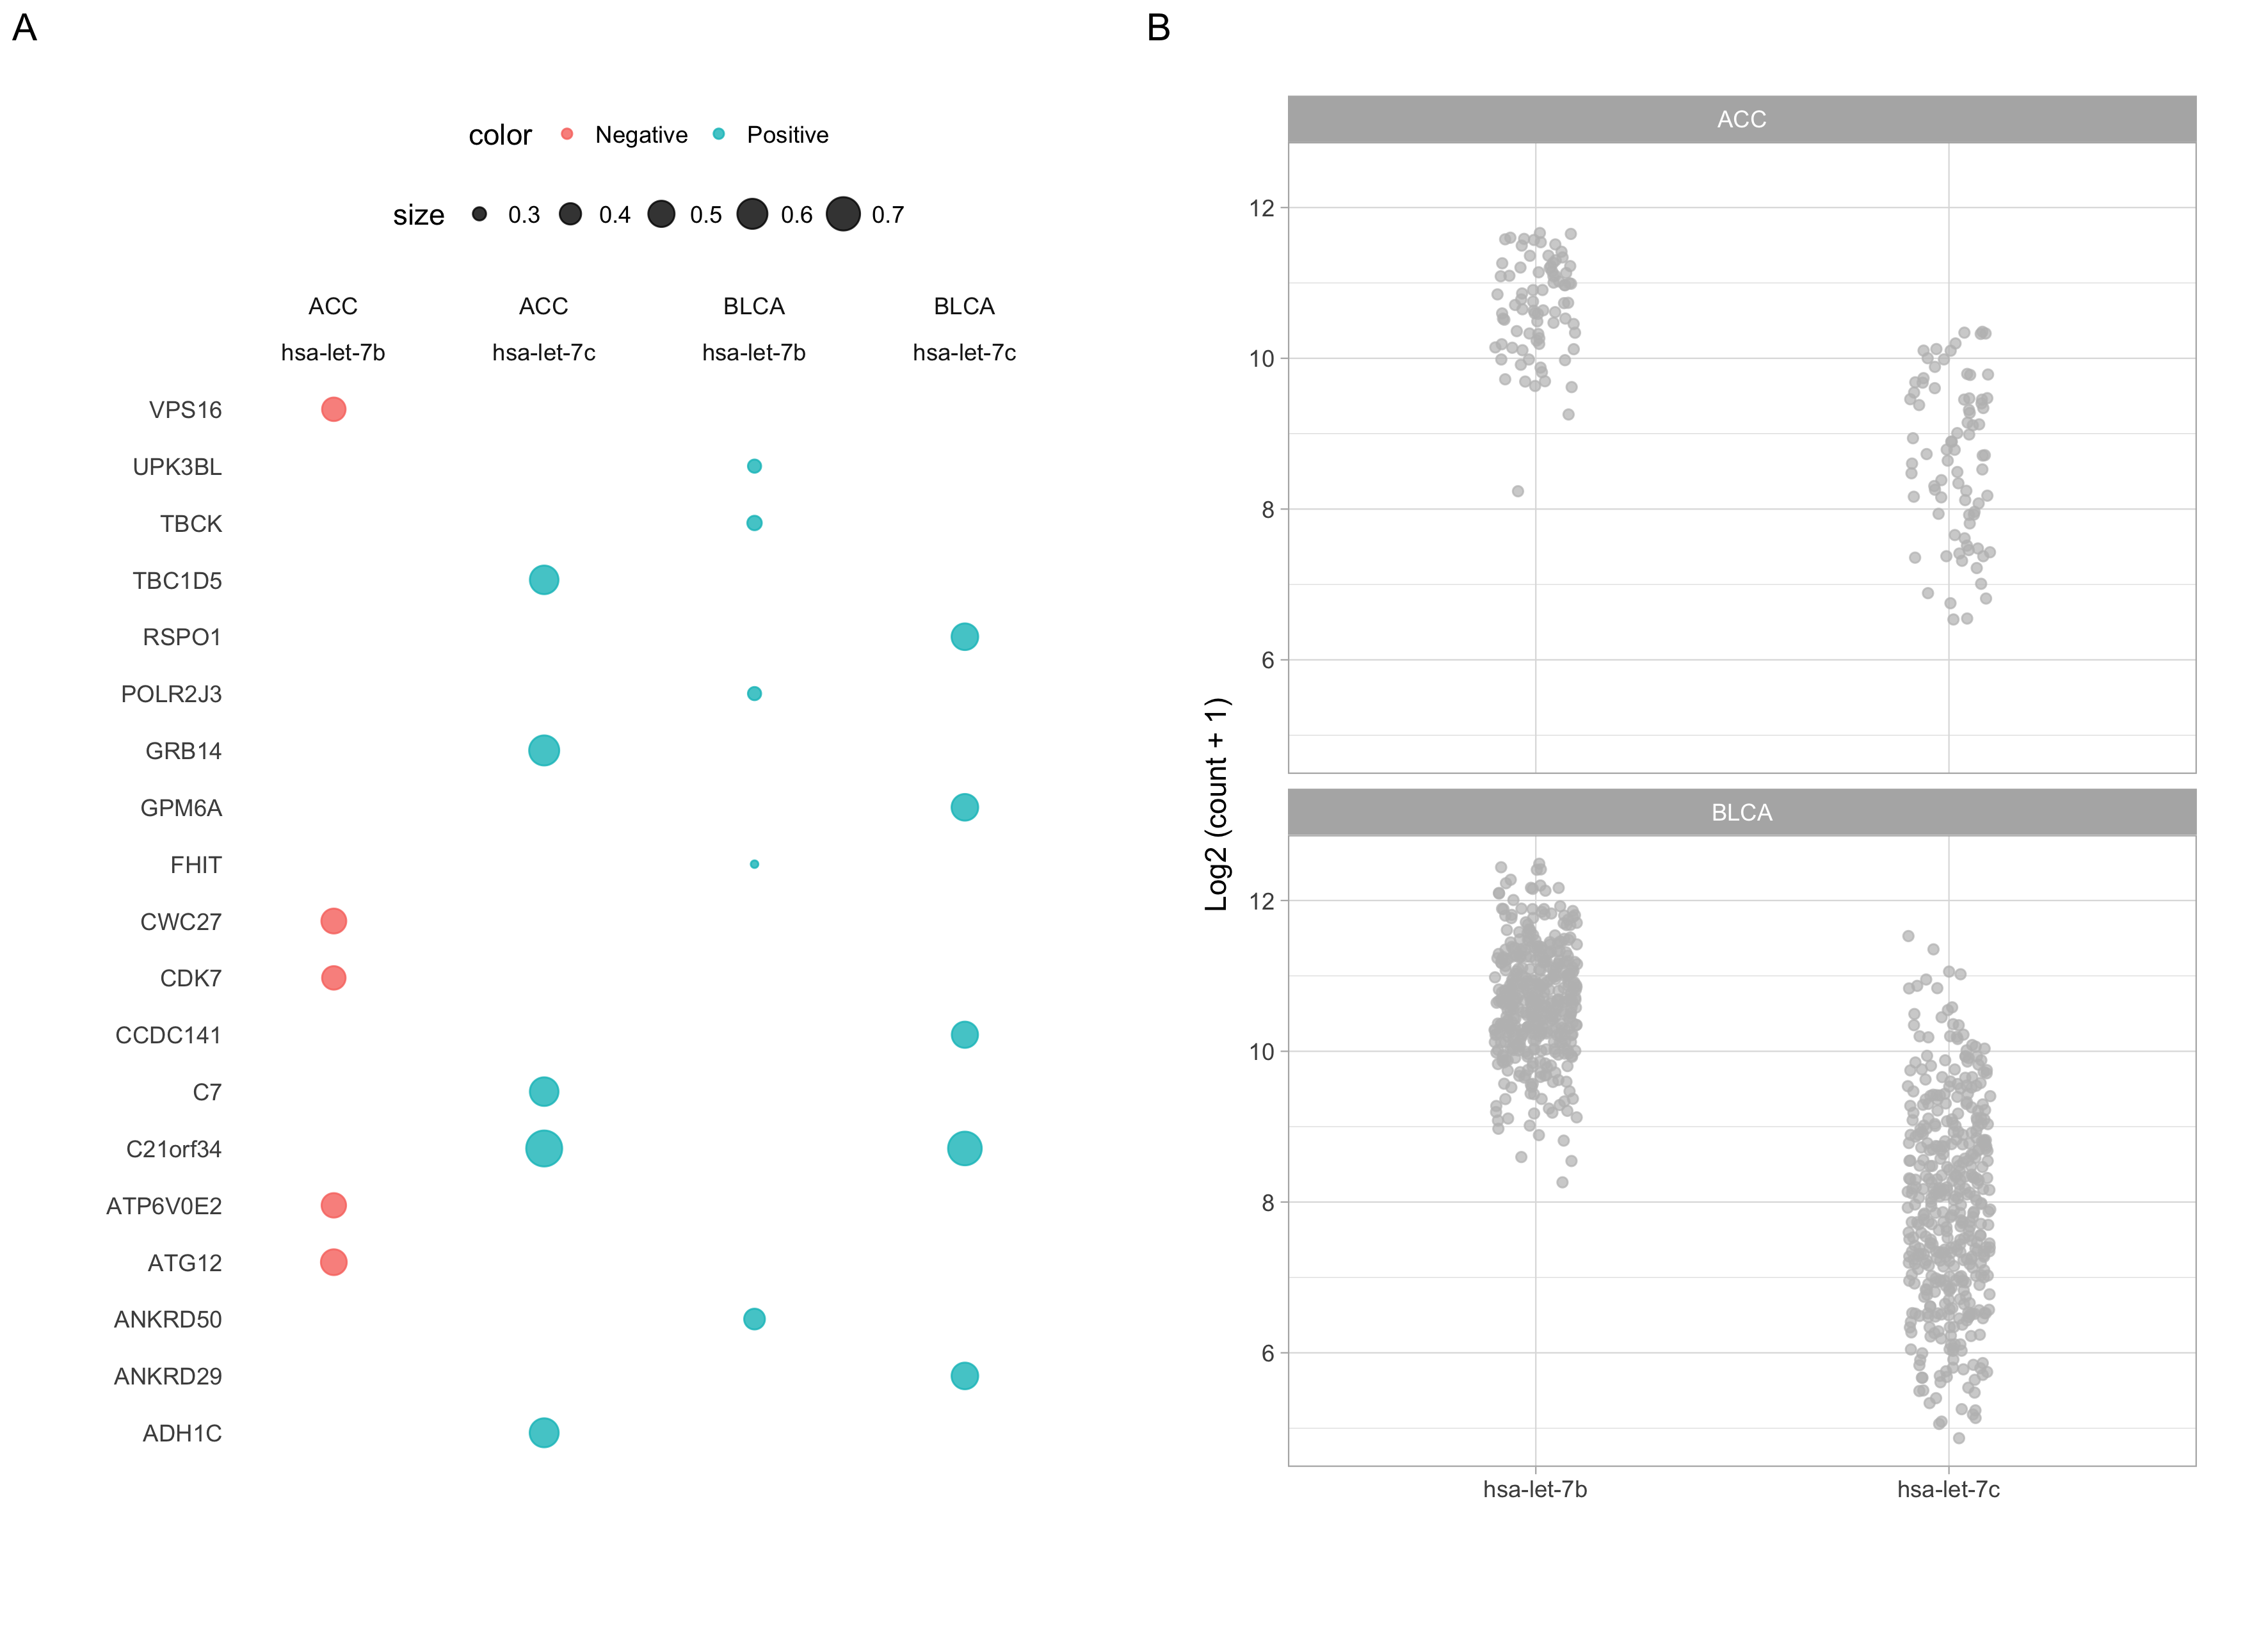 A
color Negative Positive
size 0.3 0.4 0.5 0.6 0.7
ACC ACC BLCA BLCA
hsa-let-7b hsa-let-7c hsa-let-7b hsa-let-7c
VPS16
UPK3BL
TBCK
TBC1D5
RSPO1
POLR2J3
GRB14
GPM6A
FHIT
CWC27
CDK7
CCDC141
C7
C21orf34
ATP6V0E2
ATG12
ANKRD50
ANKRD29
ADH1C
B
Log2 (count + 1)
ACC
12
10
8
6
BLCA
12
10
8
6
hsa-let-7b hsa-let-7c